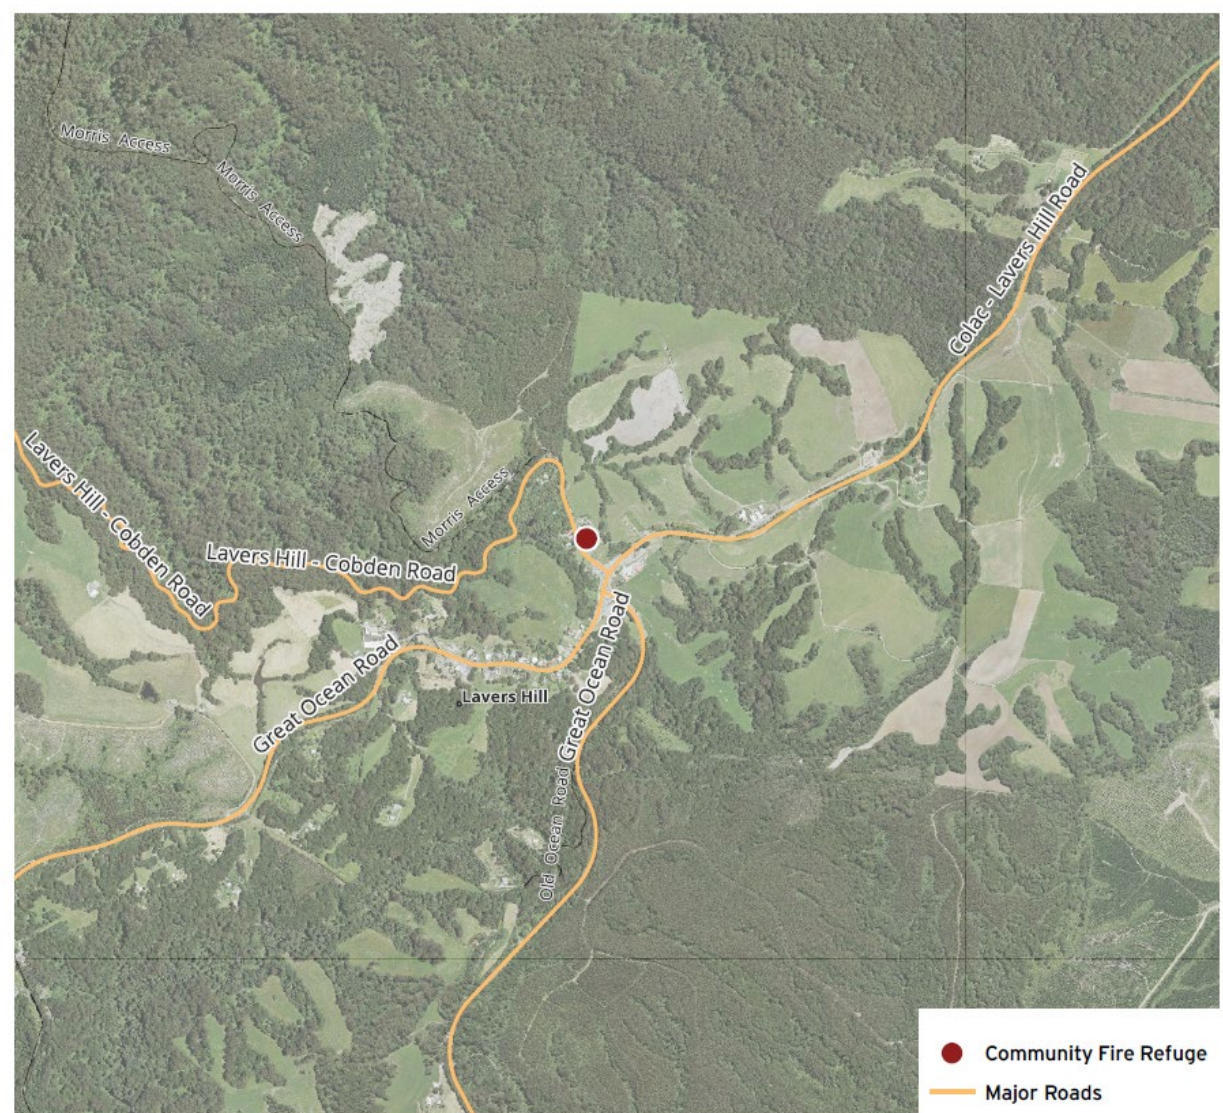 Morris Access
Morris Access
Colac - Lavers Hill Road
Lavers Hill - Cobden Road
Morris Access
Lavers Hill - Cobden Road
Great Ocean Road
Great Ocean Road
Lavers Hill
Old Ocean Road
Community Fire Refuge
Major Roads